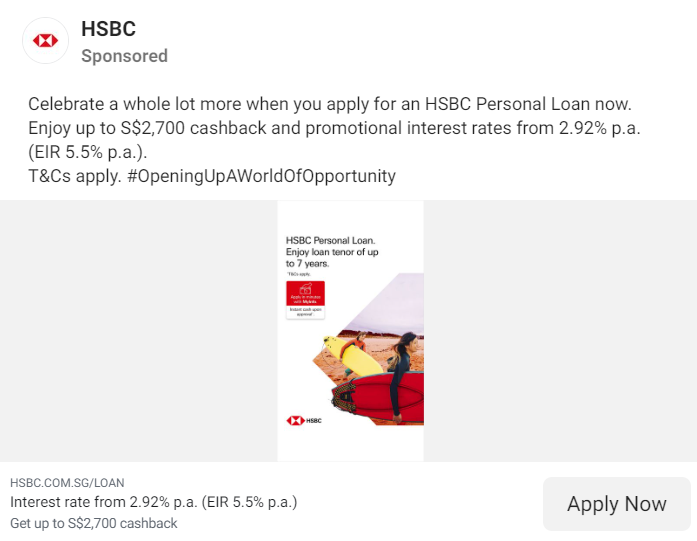 HSBC
Sponsored
Celebrate a whole lot more when you apply for an HSBC Personal Loan now.
Enjoy up to S$2,700 cashback and promotional interest rates from 2.92% p.a.
(EIR 5.5% p.a.).
T&Cs apply. #OpeningUpAWorldOfOpportunity
HSBC Personal Loan.
Enjoy loan tenor of up
to 7 years.
*T&Cs apply.
Apply in minutes
with MyInfo
Instant cash upon
approval
HSBC
HSBC.COM.SG/LOAN
Interest rate from 2.92% p.a. (EIR 5.5% p.a.)
Get up to S$2,700 cashback
Apply Now